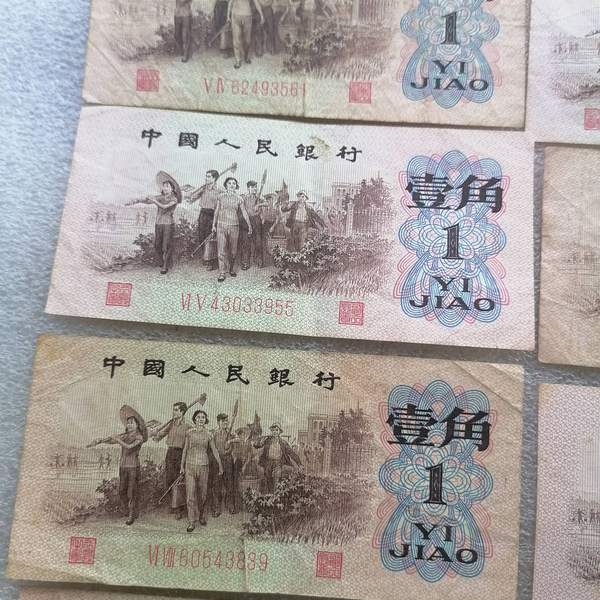 1
YI
JIAO
Ⅴ Ⅳ 62493561
中國人民銀行
壹角
1
YI
JIAO
Ⅵ Ⅴ 43033955
中國人民銀行
壹角
1
YI
JIAO
Ⅵ Ⅷ 60543839